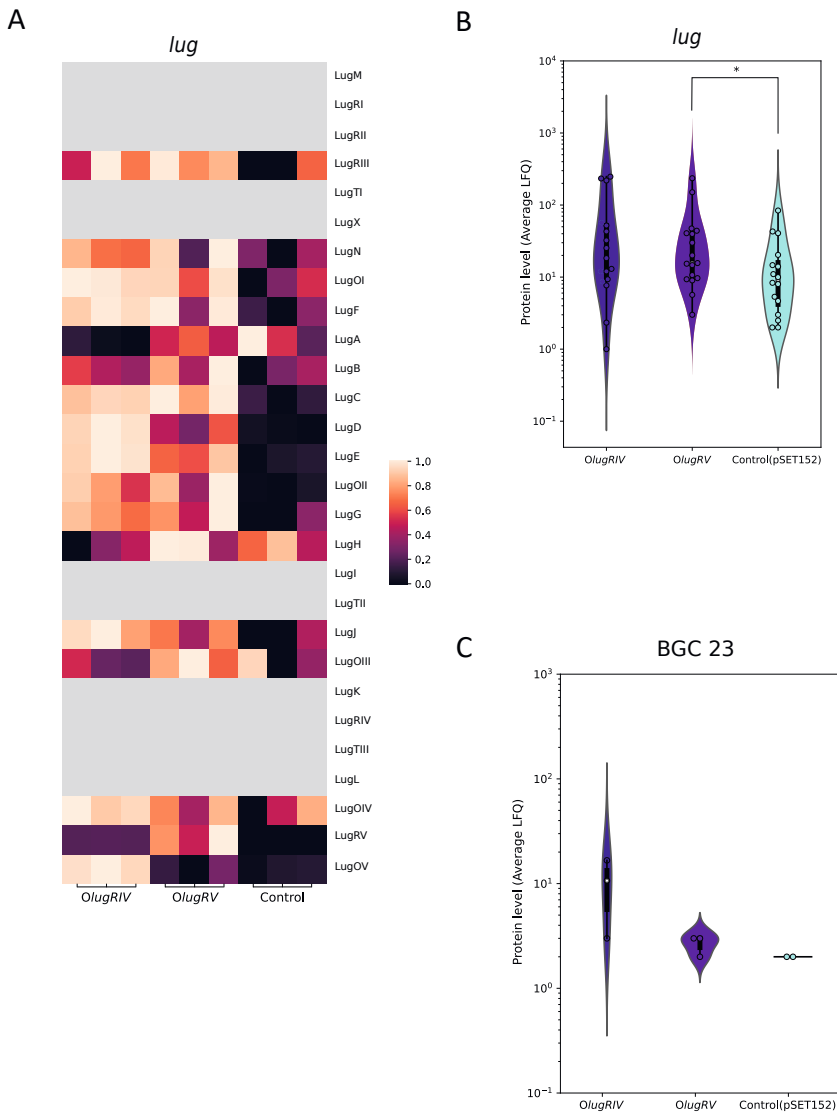 A
lug
LugM
LugRI
LugRII
LugRIII
LugTI
LugX
LugN
LugOI
LugF
LugA
LugB
LugC
LugD
LugE
LugOII
LugG
LugH
LugI
LugTII
LugJ
LugOIII
LugK
LugRIV
LugTIII
LugL
LugOIV
LugRV
LugOV
OlugRIV OlugRV Control
1.0
0.8
0.6
0.4
0.2
0.0
B
lug
*
Protein level (Average LFQ)
10⁴
10³
10²
10¹
10⁰
10⁻¹
OlugRIV OlugRV Control(pSET152)
C
BGC 23
Protein level (Average LFQ)
10³
10²
10¹
10⁰
10⁻¹
OlugRIV OlugRV Control(pSET152)